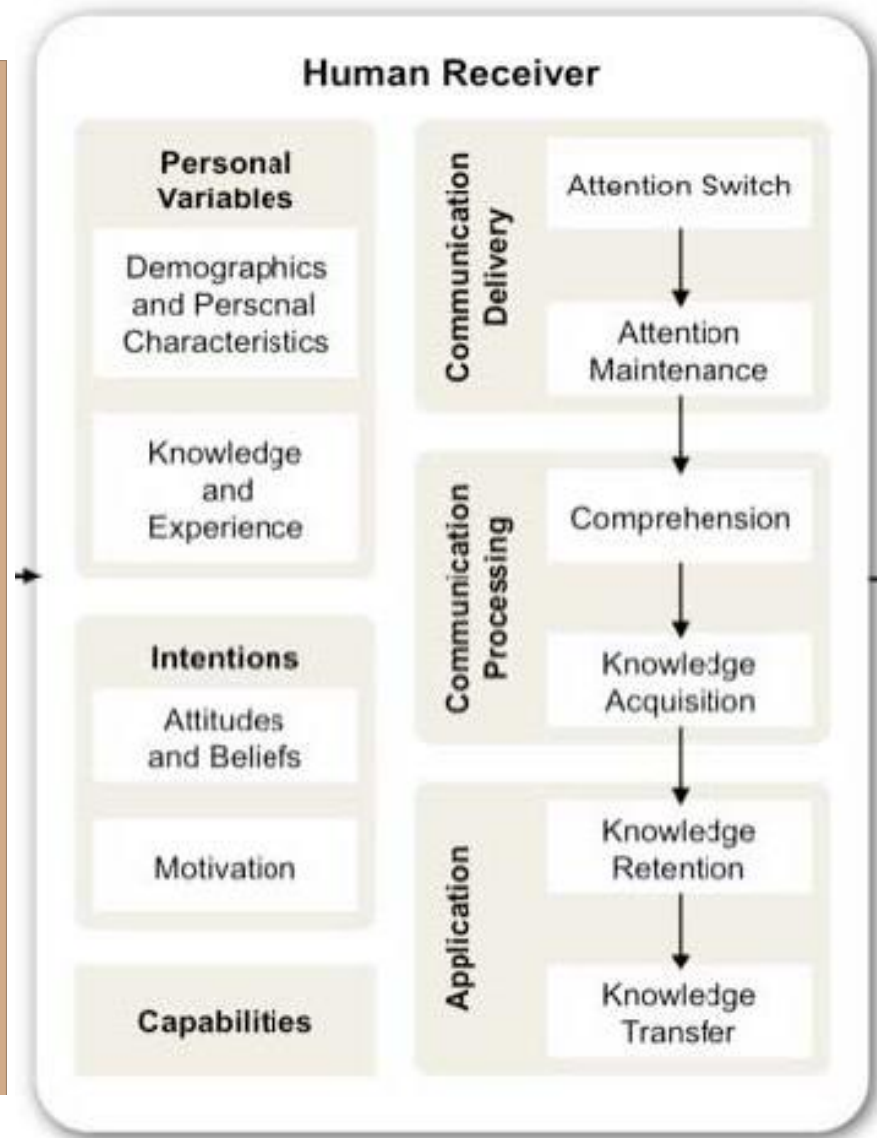 Human Receiver
Personal
Variables
Demographics
and Personal
Characteristics
Knowledge
and
Experience
Intentions
Attitudes
and Beliefs
Motivation
Capabilities
Communication
Delivery
Attention Switch
Attention
Maintenance
Communication
Processing
Comprehension
Knowledge
Acquisition
Application
Knowledge
Retention
Knowledge
Transfer